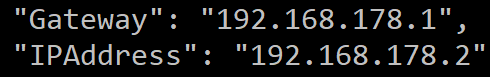 "Gateway": "192.168.178.1",
"IPAddress": "192.168.178.2"